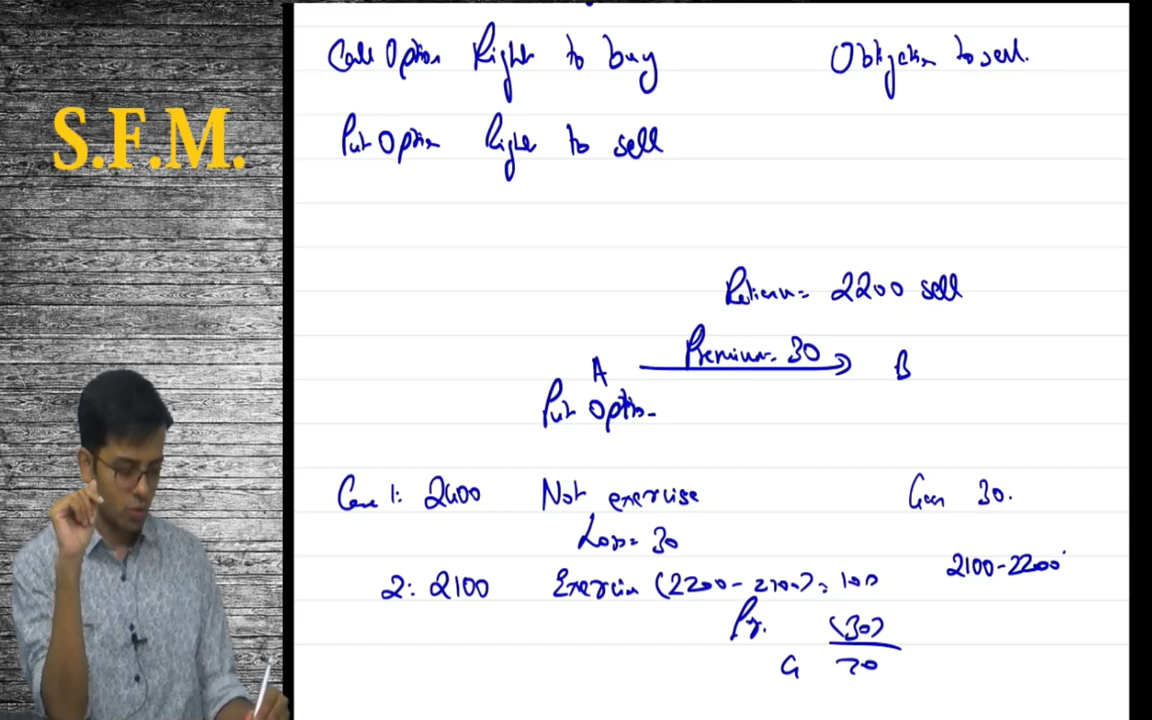 S.F.M.
Call Option Right to buy Obligation to sell.
Put Option Right to sell
Reliance = 2200 sell
Premium = 30
A B
Put Option
Case 1: 2400 Not exercise Gain 30.
Loss = 30
2: 2100 Exercise (2200 - 2100) = 100 2100-2200
Pr. (30)
G 70